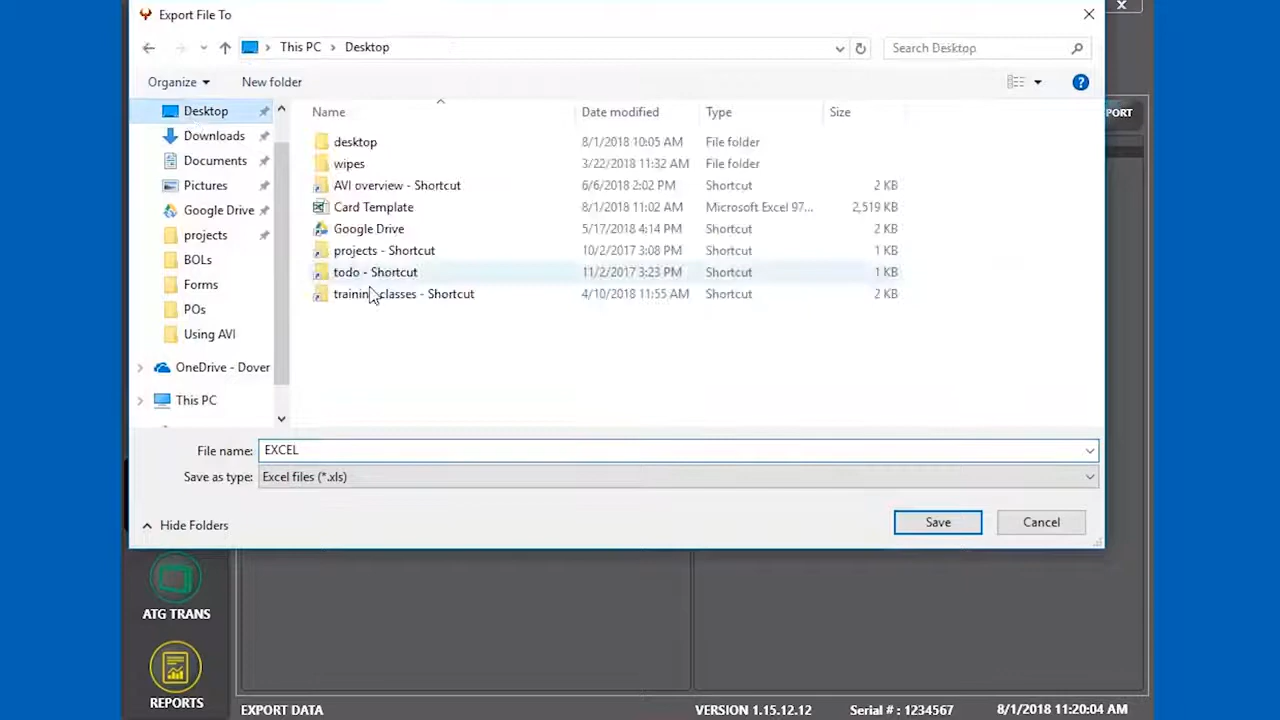 Export File To
This PC > Desktop
Search Desktop
Organize
New folder
PORT
Name
Date modified
Type
Size
Desktop
Downloads
Documents
Pictures
Google Drive
projects
BOLs
Forms
POs
Using AVI
OneDrive - Dover
This PC
desktop 8/1/2018 10:05 AM File folder
wipes 3/22/2018 11:32 AM File folder
AVI overview - Shortcut 6/6/2018 2:02 PM Shortcut 2 KB
Card Template 8/1/2018 11:02 AM Microsoft Excel 97... 2,519 KB
Google Drive 5/17/2018 4:14 PM Shortcut 2 KB
projects - Shortcut 10/2/2017 3:08 PM Shortcut 1 KB
todo - Shortcut 11/2/2017 3:23 PM Shortcut 1 KB
training classes - Shortcut 4/10/2018 11:55 AM Shortcut 2 KB
File name: EXCEL
Save as type: Excel files (*.xls)
Hide Folders
Save
Cancel
ATG TRANS
REPORTS
EXPORT DATA
VERSION 1.15.12.12
Serial # : 1234567
8/1/2018 11:20:04 AM